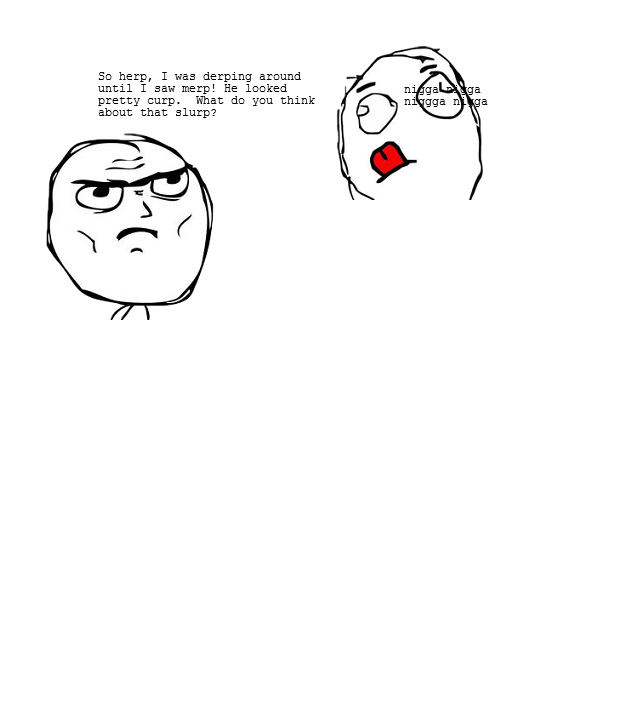 So herp, I was derping around
until I saw merp! He looked
pretty curp.  What do you think
about that slurp?
nigga nigga
niggga nigga